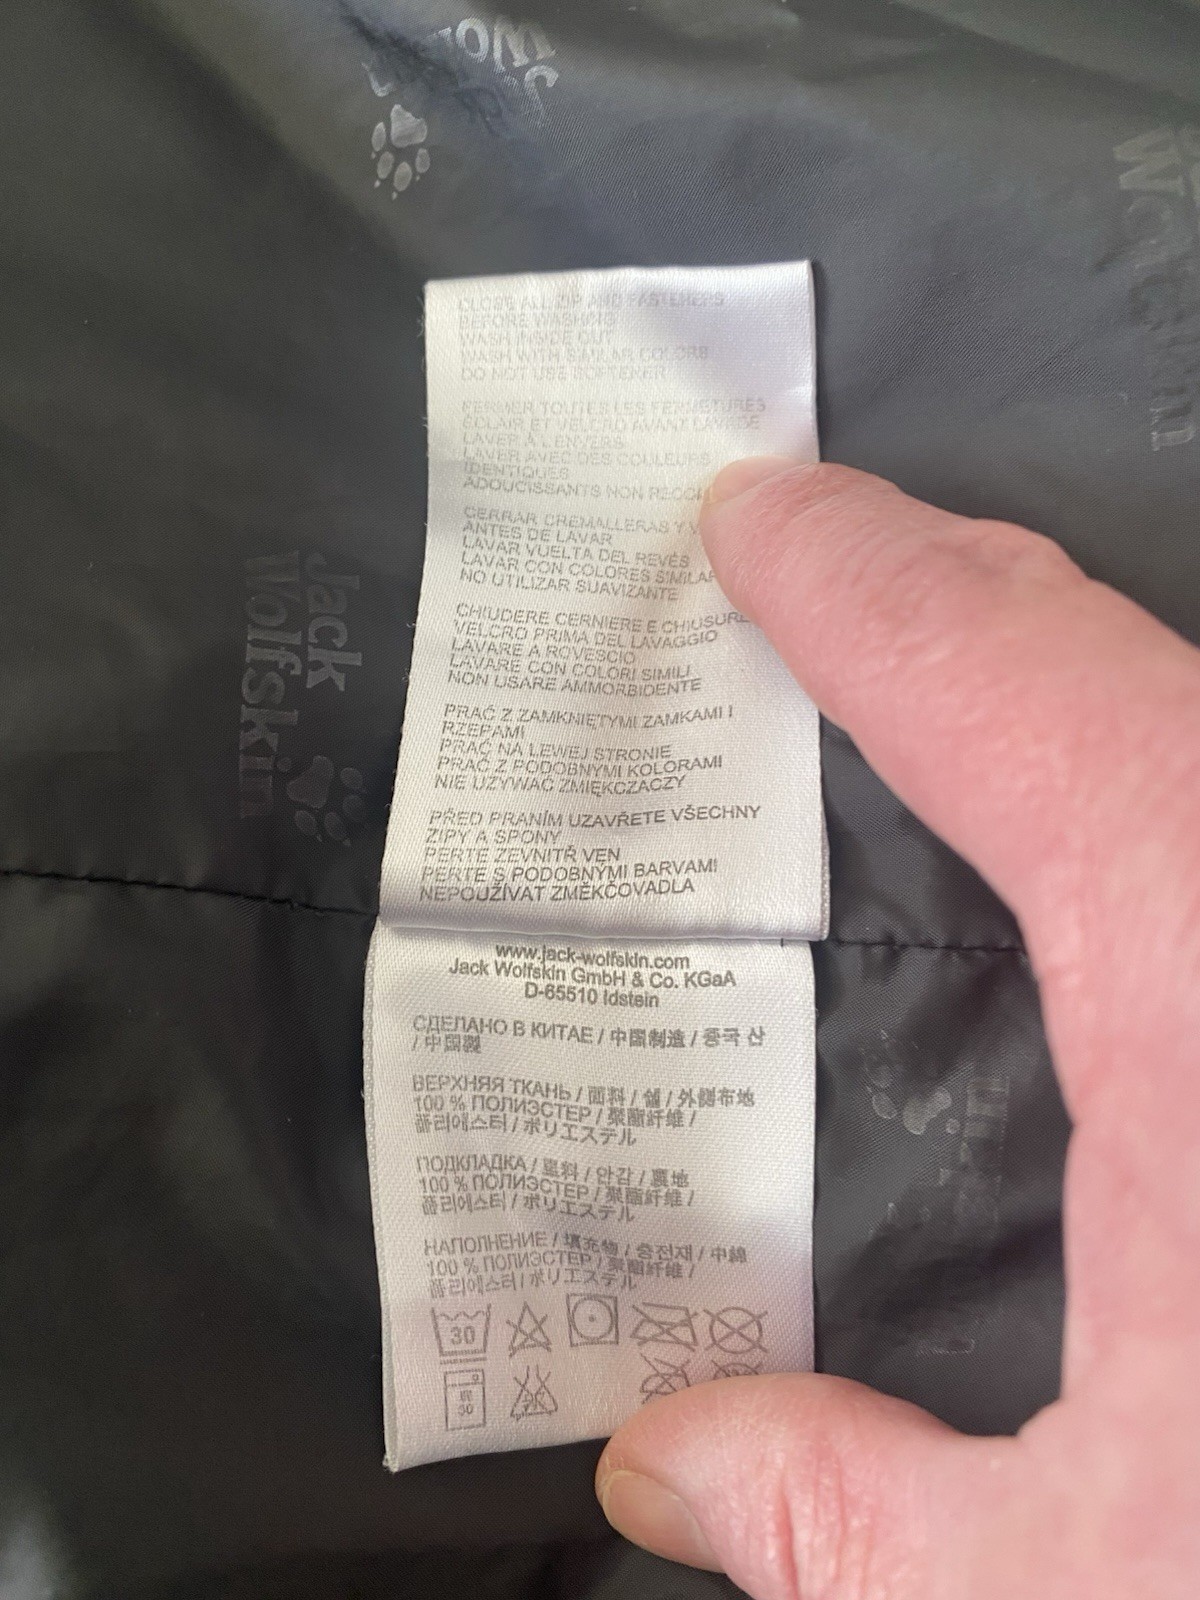 Jack
Wolfskin
CLOSE ALL ZIP AND FASTENERS
BEFORE WASHING
WASH INSIDE OUT
WASH WITH SIMILAR COLORS
DO NOT USE SOFTENER
FERMER TOUTES LES FERMETURES
ECLAIR ET VELCRO AVANT LAVAGE
LAVER À L'ENVERS
LAVER AVEC DES COULEURS
IDENTIQUES
ADOUCISSANTS NON
CERRAR CREMALLERAS Y
ANTES DE LAVAR
LAVAR VUELTA DEL REVÉS
LAVAR CON COLORES
NO UTILIZAR SUAVIZANTE
CHIUDERE CERNIERE E CHIUSURE
VELCRO PRIMA DEL LAVAGGIO
LAVARE A ROVESCIO
LAVARE CON COLORI SIMILI
NON USARE AMMORBIDENTE
PRAĆ Z ZAMKNIĘTYMI ZAMKAMI I
RZEPAMI
PRAĆ NA LEWEJ STRONIE
PRAĆ Z PODOBNYMI KOLORAMI
NIE UŻYWAĆ ZMIĘKCZACZY
PŘED PRANÍM UZAVŘETE VŠECHNY
ZIPY A SPONY
PERTE ZEVNITŘ VEN
PERTE S PODOBNÝMI BARVAMI
NEPOUŽÍVAT ZMĚKČOVADLA
www.jack-wolfskin.com
Jack Wolfskin GmbH & Co. KGaA
D-65510 Idstein
СДЕЛАНО В КИТАЕ / 中国制造 / 중국 산
/ 中国製
ВЕРХНЯЯ ТКАНЬ / 面料 / 쉘 / 外側布地
100 % ПОЛИЭСТЕР / 聚酯纤维 /
폴리에스터 / ポリエステル
ПОДКЛАДКА / 里料 / 안감 / 裏地
100 % ПОЛИЭСТЕР / 聚酯纤维 /
폴리에스터 / ポリエステル
НАПОЛНЕНИЕ / 填充物 / 충전재 / 中綿
100 % ПОЛИЭСТЕР / 聚酯纤维 /
폴리에스터 / ポリエステル
30
30